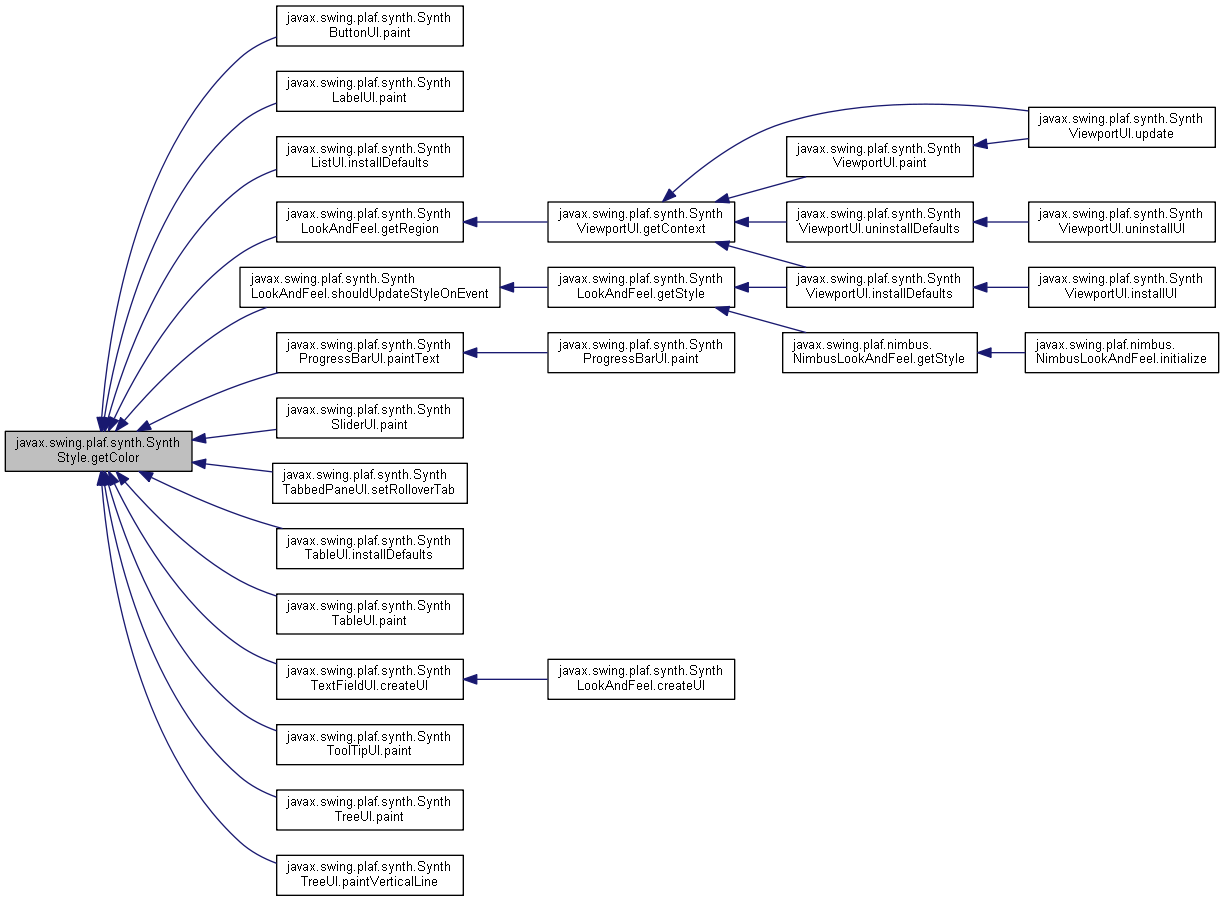 javax.swing.plaf.synth.Synth
Style.getColor
javax.swing.plaf.synth.Synth
ButtonUI.paint
javax.swing.plaf.synth.Synth
LabelUI.paint
javax.swing.plaf.synth.Synth
ListUI.installDefaults
javax.swing.plaf.synth.Synth
LookAndFeel.getRegion
javax.swing.plaf.synth.Synth
LookAndFeel.shouldUpdateStyleOnEvent
javax.swing.plaf.synth.Synth
ProgressBarUI.paintText
javax.swing.plaf.synth.Synth
SliderUI.paint
javax.swing.plaf.synth.Synth
TabbedPaneUI.setRolloverTab
javax.swing.plaf.synth.Synth
TableUI.installDefaults
javax.swing.plaf.synth.Synth
TableUI.paint
javax.swing.plaf.synth.Synth
TextFieldUI.createUI
javax.swing.plaf.synth.Synth
ToolTipUI.paint
javax.swing.plaf.synth.Synth
TreeUI.paint
javax.swing.plaf.synth.Synth
TreeUI.paintVerticalLine
javax.swing.plaf.synth.Synth
ViewportUI.getContext
javax.swing.plaf.synth.Synth
LookAndFeel.getStyle
javax.swing.plaf.synth.Synth
ProgressBarUI.paint
javax.swing.plaf.synth.Synth
LookAndFeel.createUI
javax.swing.plaf.synth.Synth
ViewportUI.paint
javax.swing.plaf.synth.Synth
ViewportUI.uninstallDefaults
javax.swing.plaf.synth.Synth
ViewportUI.installDefaults
javax.swing.plaf.nimbus.
NimbusLookAndFeel.getStyle
javax.swing.plaf.synth.Synth
ViewportUI.update
javax.swing.plaf.synth.Synth
ViewportUI.uninstallUI
javax.swing.plaf.synth.Synth
ViewportUI.installUI
javax.swing.plaf.nimbus.
NimbusLookAndFeel.initialize